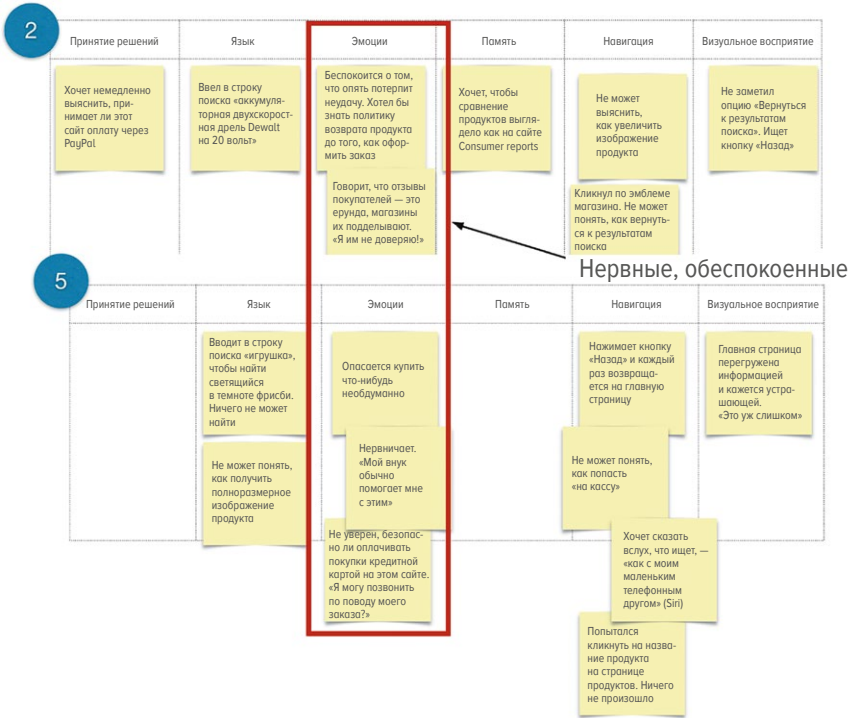 2
Принятие решений
Язык
Эмоции
Память
Навигация
Визуальное восприятие
Хочет немедленно
выяснить, при-
нимает ли этот
сайт оплату через
PayPal
Ввел в строку
поиска «аккумуля-
торная двухскорост-
ная дрель Dewalt
на 20 вольт»
Беспокоится о том,
что опять потерпит
неудачу. Хотел бы
знать политику
возврата продукта
до того, как офор-
мить заказ
Говорит, что отзывы
покупателей — это
ерунда, магазины
их подделывают.
«Я им не доверяю!»
Хочет, чтобы
сравнение
продуктов выгля-
дело как на сайте
Consumer reports
Не может
выяснить,
как увеличить
изображение
продукта
Кликнул по эмблеме
магазина. Не может
понять, как вернуть-
ся к результатам
поиска
Не заметил
опцию «Вернуться
к результатам
поиска». Ищет
кнопку «Назад»
Нервные, обеспокоенные
5
Принятие решений
Язык
Эмоции
Память
Навигация
Визуальное восприятие
Вводит в строку
поиска «игрушка»,
чтобы найти
светящийся
в темноте фрисби.
Ничего не может
найти
Не может понять,
как получить
полноразмерное
изображение
продукта
Опасается купить
что-нибудь
необдуманно
Нервничает.
«Мой внук
обычно
помогает мне
с этим»
Не уверен, безопас-
но ли оплачивать
покупки кредитной
картой на этом сайте.
«Я могу позвонить
по поводу моего
заказа?»
Нажимает кнопку
«Назад» и каждый
раз возвраща-
ется на главную
страницу
Не может понять,
как попасть
«на кассу»
Хочет сказать
вслух, что ищет, —
«как с моим
маленьким
телефонным
другом» (Siri)
Попытался
кликнуть на назва-
ние продукта
на странице
продуктов. Ничего
не произошло
Главная страница
перегружена
информацией
и кажется устра-
шающей.
«Это уж слишком»